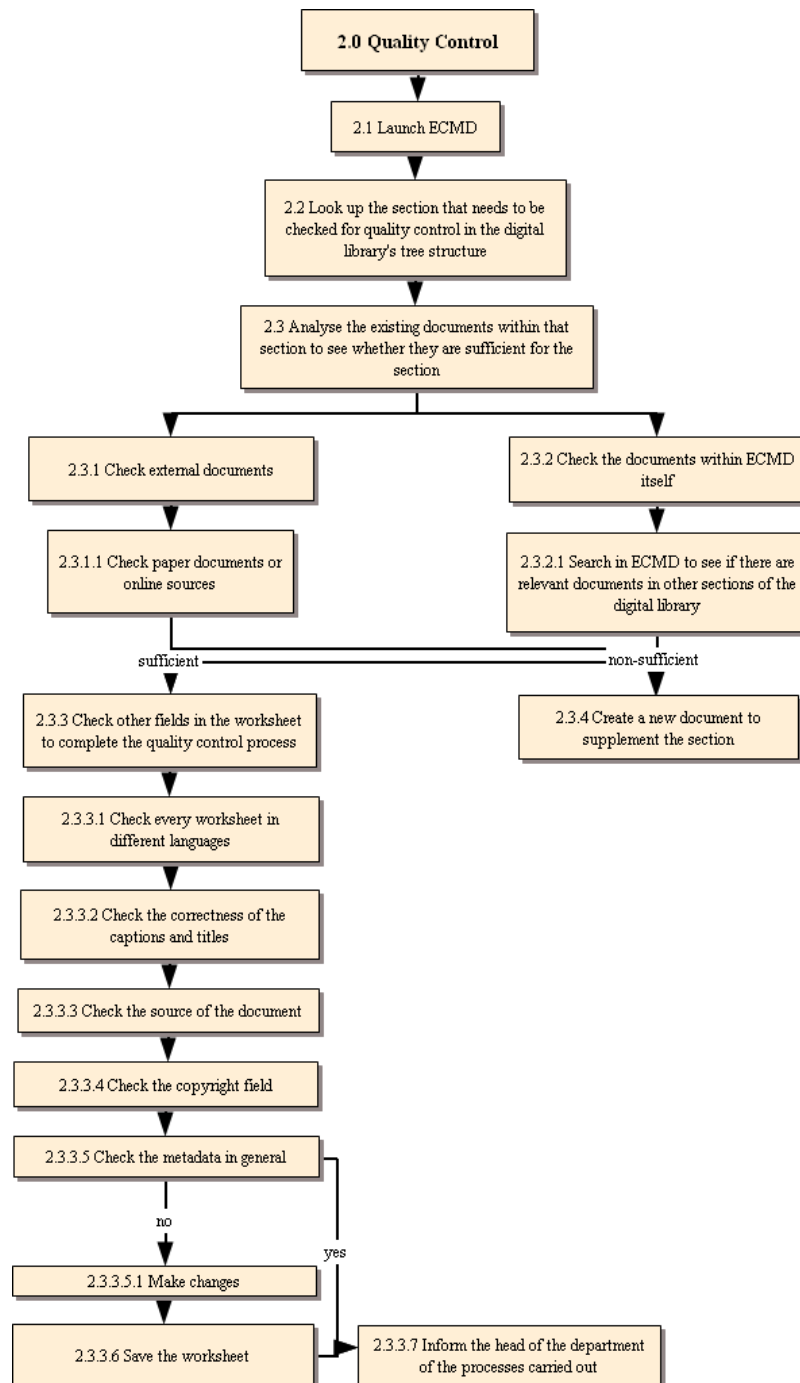 2.0 Quality Control
2.1 Launch ECMD
2.2 Look up the section that needs to be
checked for quality control in the digital
library's tree structure
2.3 Analyse the existing documents within that
section to see whether they are sufficient for the
section
2.3.1 Check external documents
2.3.2 Check the documents within ECMD
itself
2.3.1.1 Check paper documents or
online sources
2.3.2.1 Search in ECMD to see if there are
relevant documents in other sections of the
digital library
sufficient
non-sufficient
2.3.3 Check other fields in the worksheet
to complete the quality control process
2.3.4 Create a new document to
supplement the section
2.3.3.1 Check every worksheet in
different languages
2.3.3.2 Check the correctness of the
captions and titles
2.3.3.3 Check the source of the document
2.3.3.4 Check the copyright field
2.3.3.5 Check the metadata in general
no
yes
2.3.3.5.1 Make changes
2.3.3.6 Save the worksheet
2.3.3.7 Inform the head of the department
of the processes carried out